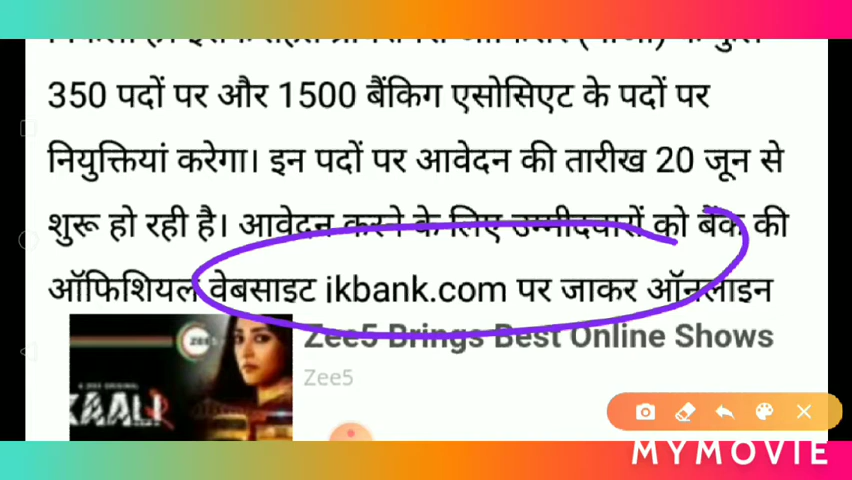 350 पदों पर और 1500 बैंकिग एसोसिएट के पदों पर
नियुक्तियां करेगा। इन पदों पर आवेदन की तारीख 20 जून से
शुरू हो रही है। आवेदन करने के लिए उम्मीदवारों को बैंक की
ऑफिशियल वेबसाइट ikbank.com पर जाकर ऑनलाइन
Zee5 Brings Best Online Shows
Zee5
ZEE5
KAALI
MYMOVIE